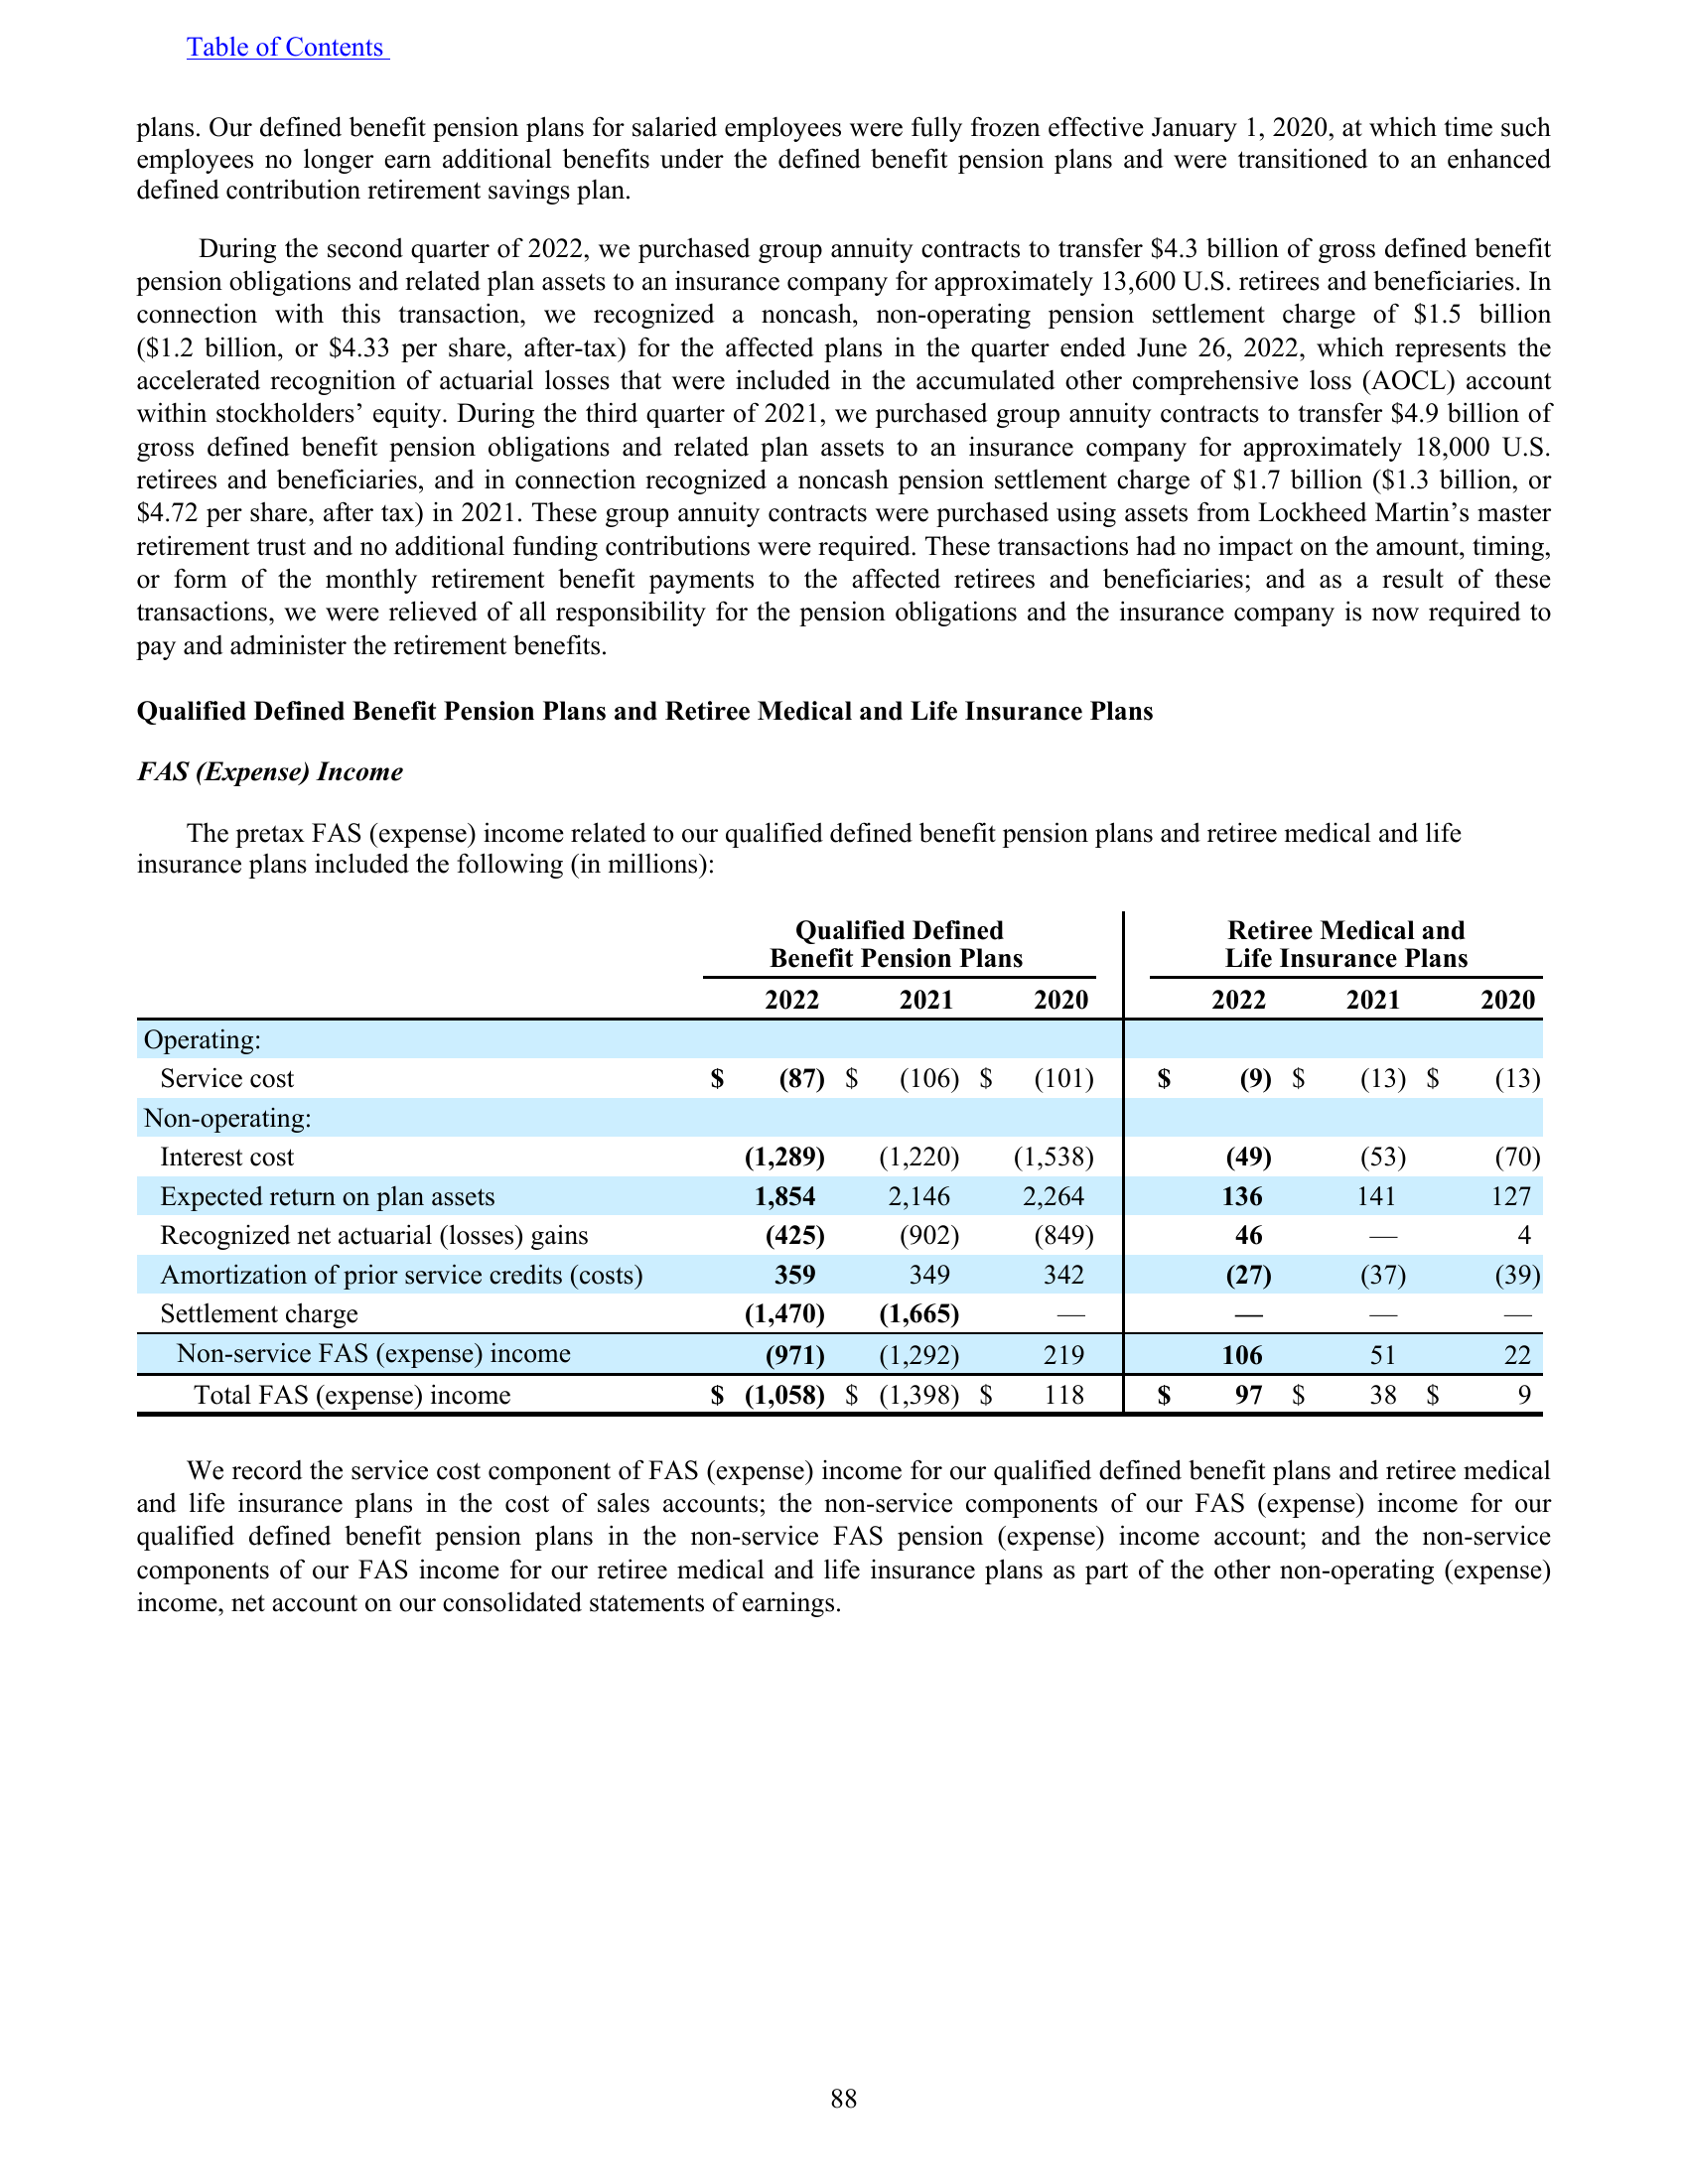 Table of Contents
plans. Our defined benefit pension plans for salaried employees were fully frozen effective January 1, 2020, at which time such
employees no longer earn additional benefits under the defined benefit pension plans and were transitioned to an enhanced
defined contribution retirement savings plan.
During the second quarter of 2022, we purchased group annuity contracts to transfer $4.3 billion of gross defined benefit
pension obligations and related plan assets to an insurance company for approximately 13,600 U.S. retirees and beneficiaries. In
connection with this transaction, we recognized a noncash, non-operating pension settlement charge of $1.5 billion
($1.2 billion, or $4.33 per share, after-tax) for the affected plans in the quarter ended June 26, 2022, which represents the
accelerated recognition of actuarial losses that were included in the accumulated other comprehensive loss (AOCL) account
within stockholders’ equity. During the third quarter of 2021, we purchased group annuity contracts to transfer $4.9 billion of
gross defined benefit pension obligations and related plan assets to an insurance company for approximately 18,000 U.S.
retirees and beneficiaries, and in connection recognized a noncash pension settlement charge of $1.7 billion ($1.3 billion, or
$4.72 per share, after tax) in 2021. These group annuity contracts were purchased using assets from Lockheed Martin’s master
retirement trust and no additional funding contributions were required. These transactions had no impact on the amount, timing,
or form of the monthly retirement benefit payments to the affected retirees and beneficiaries; and as a result of these
transactions, we were relieved of all responsibility for the pension obligations and the insurance company is now required to
pay and administer the retirement benefits.
Qualified Defined Benefit Pension Plans and Retiree Medical and Life Insurance Plans
FAS (Expense) Income
The pretax FAS (expense) income related to our qualified defined benefit pension plans and retiree medical and life
insurance plans included the following (in millions):
Qualified Defined Retiree Medical and
Benefit Pension Plans Life Insurance Plans
2022 2021 2020 2022 2021 2020
Operating:
Service cost $ (87) $ (106) $ (101) $ (9) $ (13) $ (13)
Non-operating:
Interest cost (1,289) (1,220) (1,538) (49) (53) (70)
Expected return on plan assets 1,854 2,146 2,264 136 141 127
Recognized net actuarial (losses) gains (425) (902) (849) 46 — 4
Amortization of prior service credits (costs) 359 349 342 (27) (37) (39)
Settlement charge (1,470) (1,665) — — — —
Non-service FAS (expense) income (971) (1,292) 219 106 51 22
Total FAS (expense) income $ (1,058) $ (1,398) $ 118 $ 97 $ 38 $ 9
We record the service cost component of FAS (expense) income for our qualified defined benefit plans and retiree medical
and life insurance plans in the cost of sales accounts; the non-service components of our FAS (expense) income for our
qualified defined benefit pension plans in the non-service FAS pension (expense) income account; and the non-service
components of our FAS income for our retiree medical and life insurance plans as part of the other non-operating (expense)
income, net account on our consolidated statements of earnings.
88